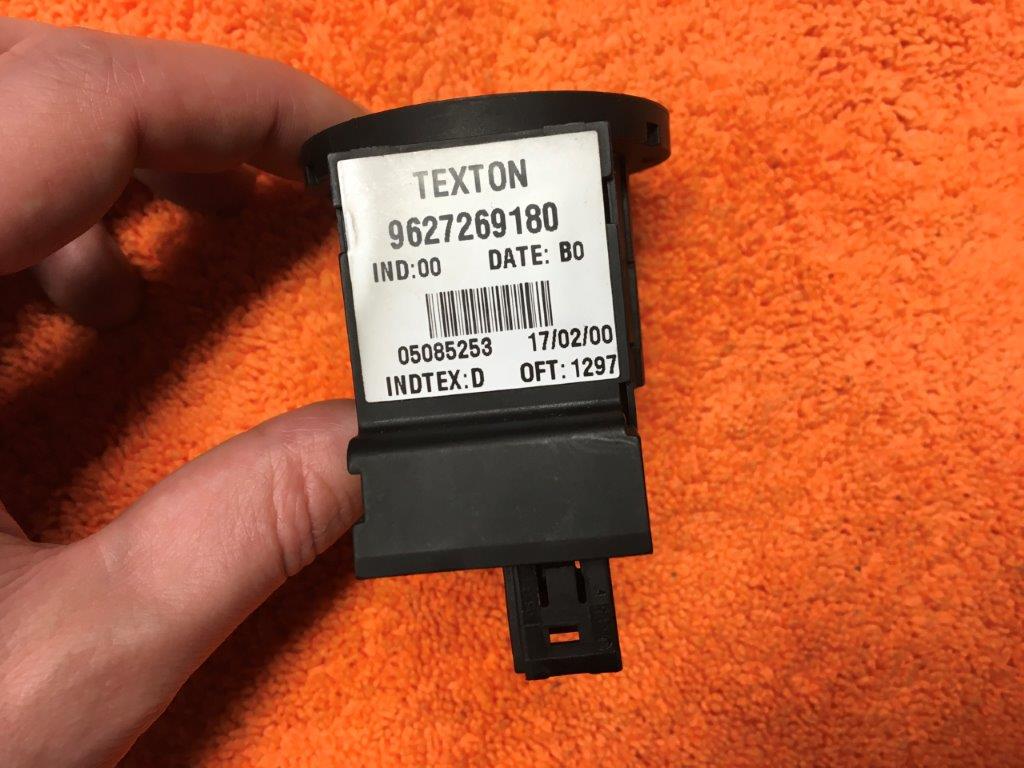 TEXTON
9627269180
IND:00 DATE: B0
05085253 17/02/00
INDTEX:D OFT:1297